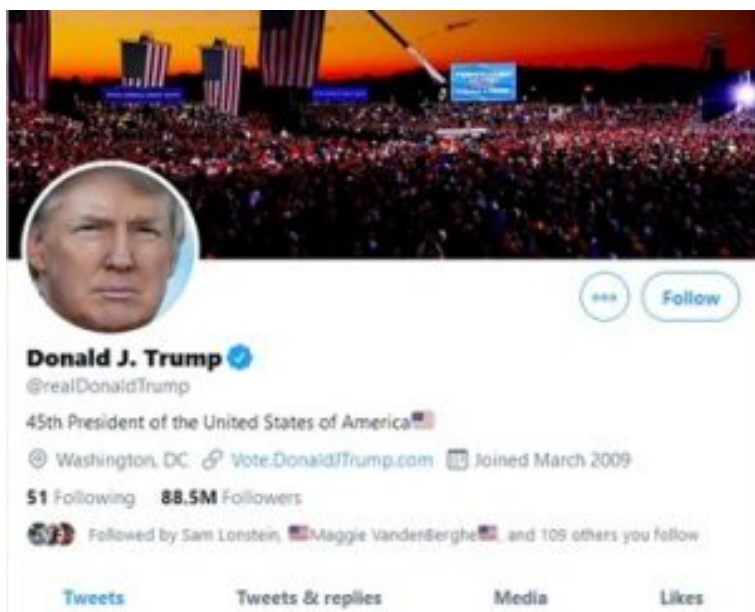 Follow
Donald J. Trump
@realDonaldTrump
45th President of the United States of America🇺🇸
Washington, DC Vote.DonaldJTrump.com Joined March 2009
51 Following 88.5M Followers
Followed by Sam Lonstein, 🇺🇸Maggie VandenBerghe🇺🇸, and 109 others you follow
Tweets Tweets & replies Media Likes